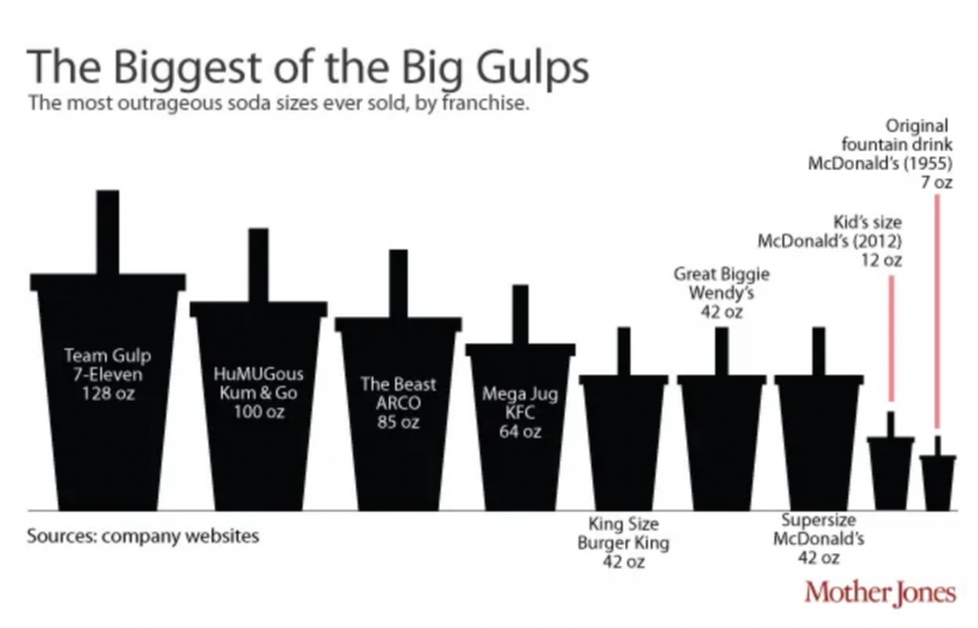 The Biggest of the Big Gulps
The most outrageous soda sizes ever sold, by franchise.
Team Gulp
7-Eleven
128 oz
HuMUGous
Kum & Go
100 oz
The Beast
ARCO
85 oz
Mega Jug
KFC
64 oz
King Size
Burger King
42 oz
Great Biggie
Wendy's
42 oz
Supersize
McDonald's
42 oz
Kid's size
McDonald's (2012)
12 oz
Original
fountain drink
McDonald's (1955)
7 oz
Sources: company websites
Mother Jones